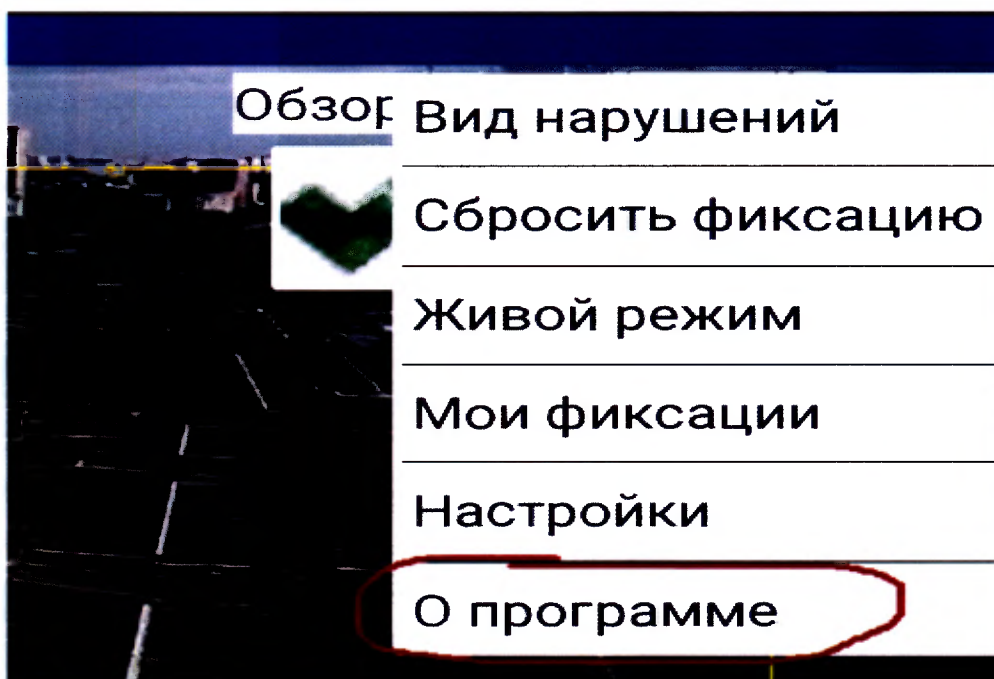 Обзор
Вид нарушений
Сбросить фиксацию
Живой режим
Мои фиксации
Настройки
О программе